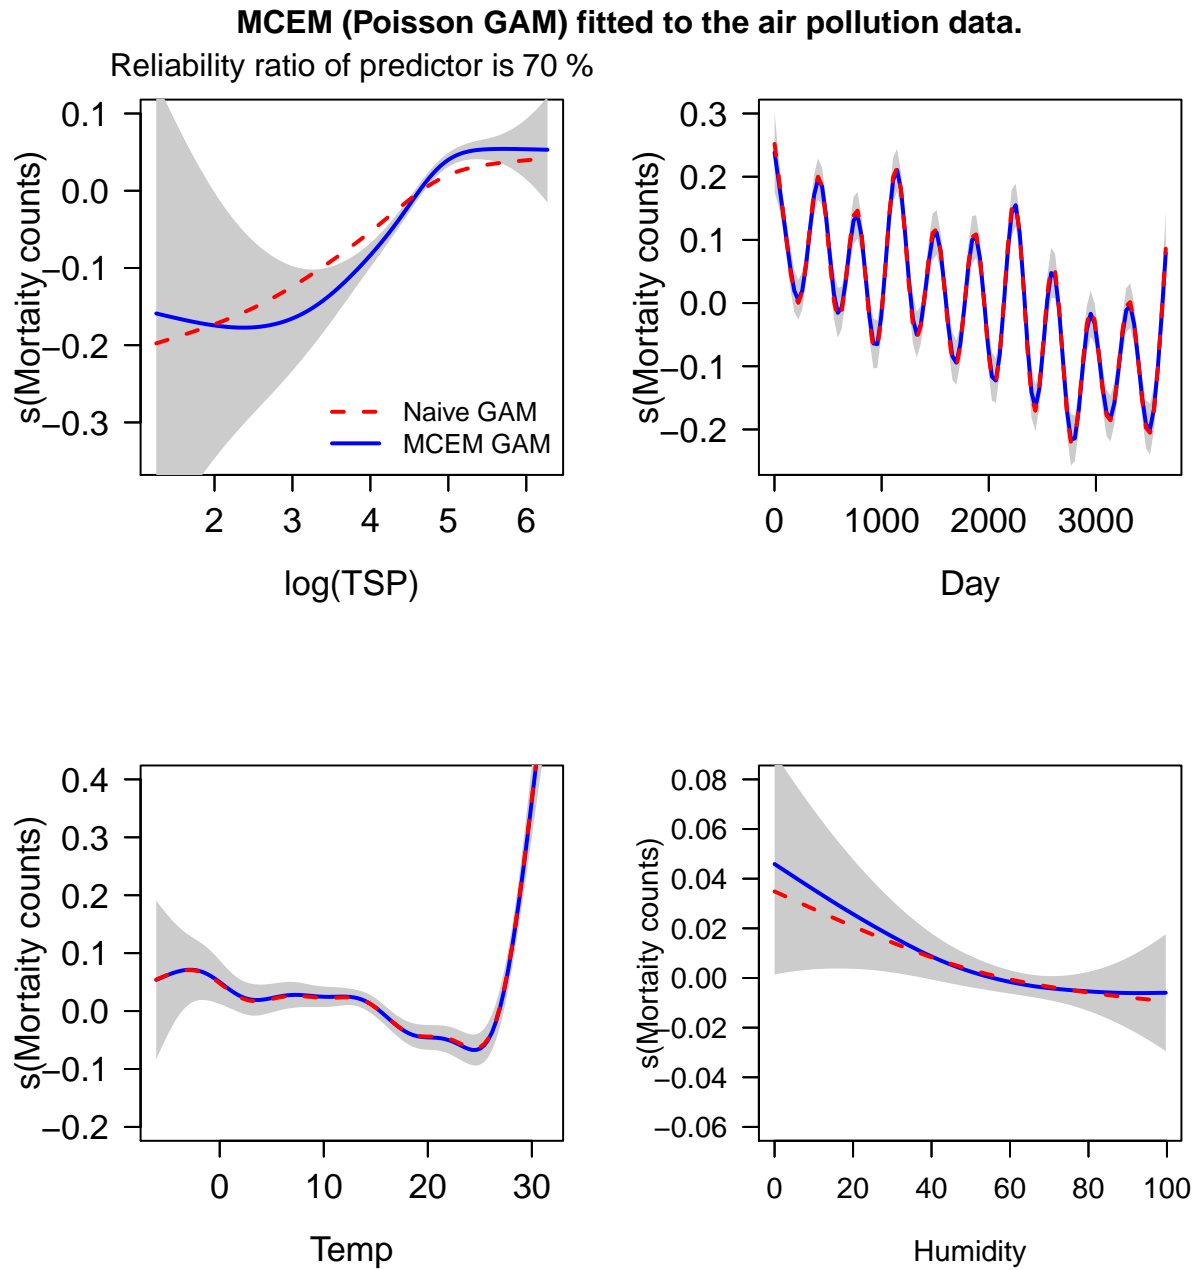 MCEM (Poisson GAM) fitted to the air pollution data.
Reliability ratio of predictor is 70 %
s(Mortaity counts)
0.1
0.0
−0.1
−0.2
−0.3
Naive GAM
MCEM GAM
2 3 4 5 6
log(TSP)
s(Mortaity counts)
0.3
0.2
0.1
0.0
−0.1
−0.2
0 1000 2000 3000
Day
s(Mortaity counts)
0.4
0.3
0.2
0.1
0.0
−0.1
−0.2
0 10 20 30
Temp
s(Mortaity counts)
0.08
0.06
0.04
0.02
0.00
−0.02
−0.04
−0.06
0 20 40 60 80 100
Humidity